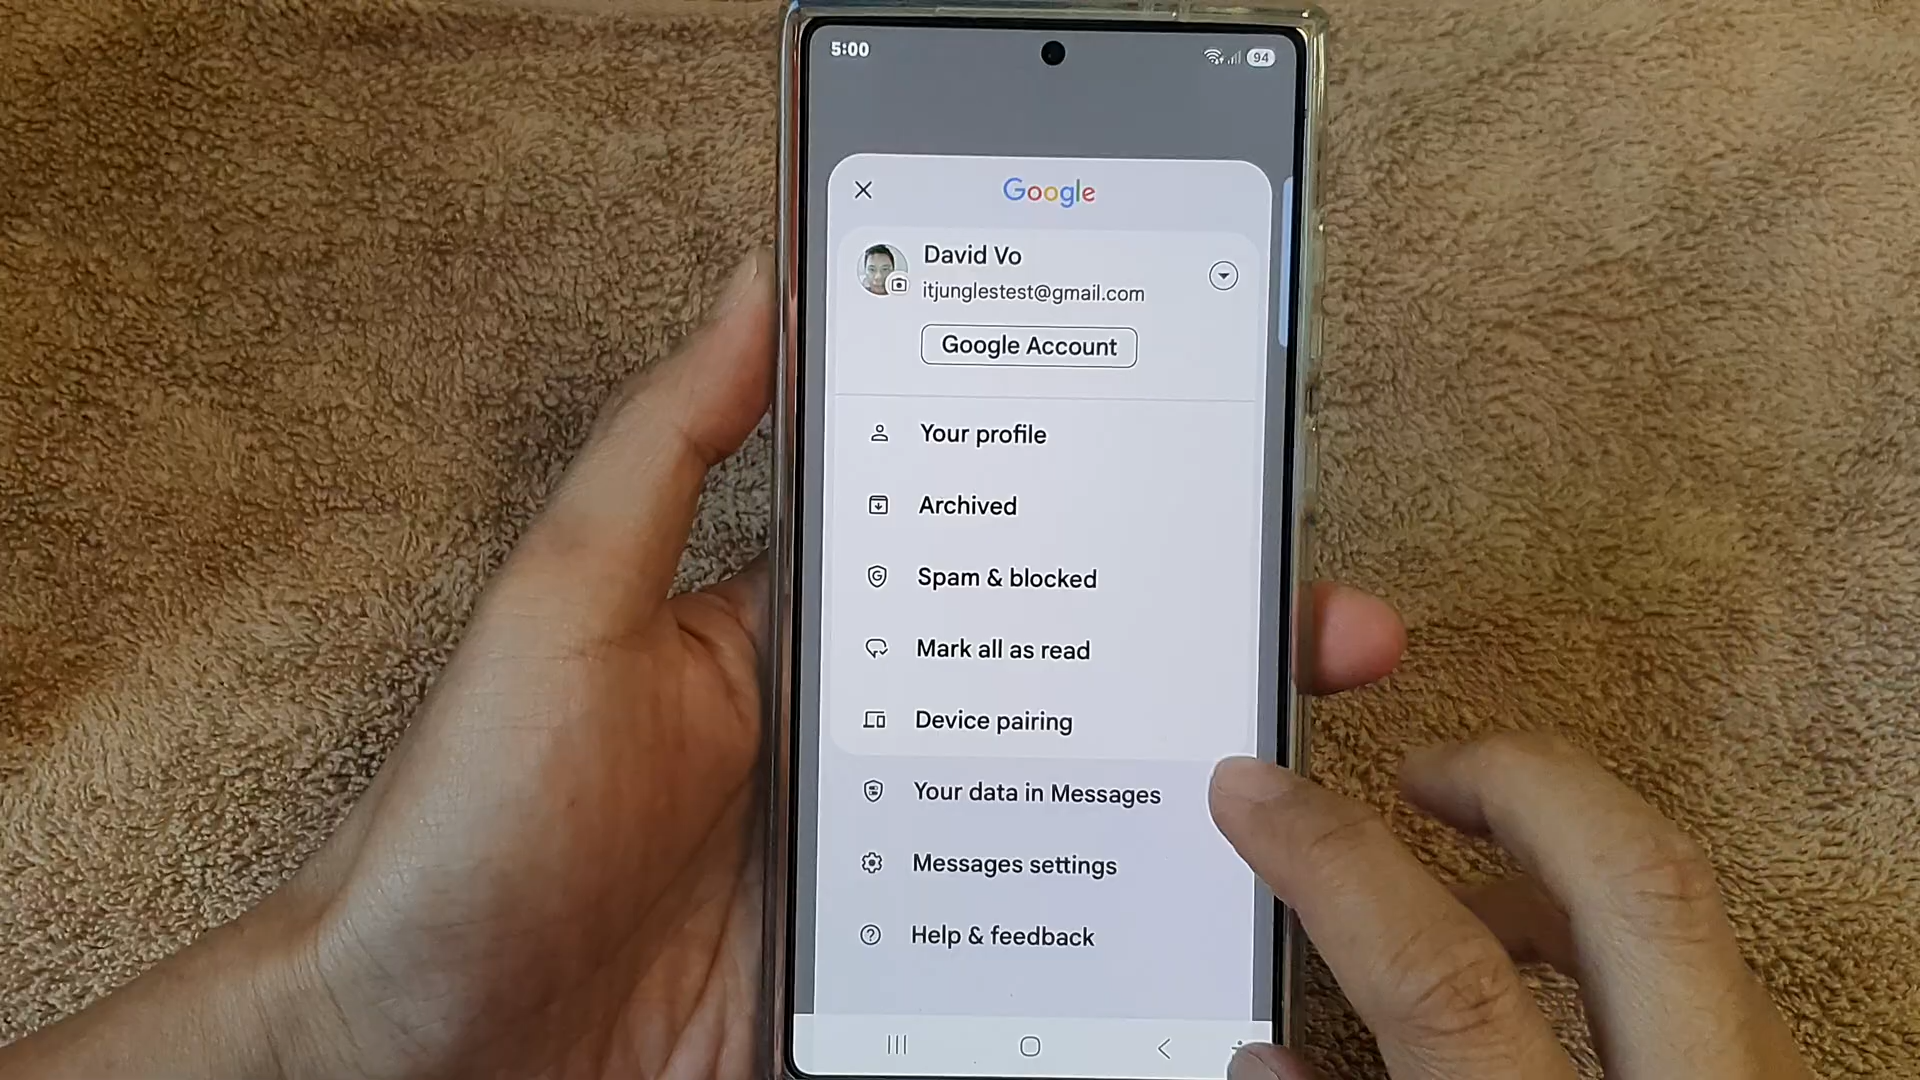 5:00
94
Google
David Vo
itjunglestest@gmail.com
Google Account
Your profile
Archived
Spam & blocked
Mark all as read
Device pairing
Your data in Messages
Messages settings
Help & feedback